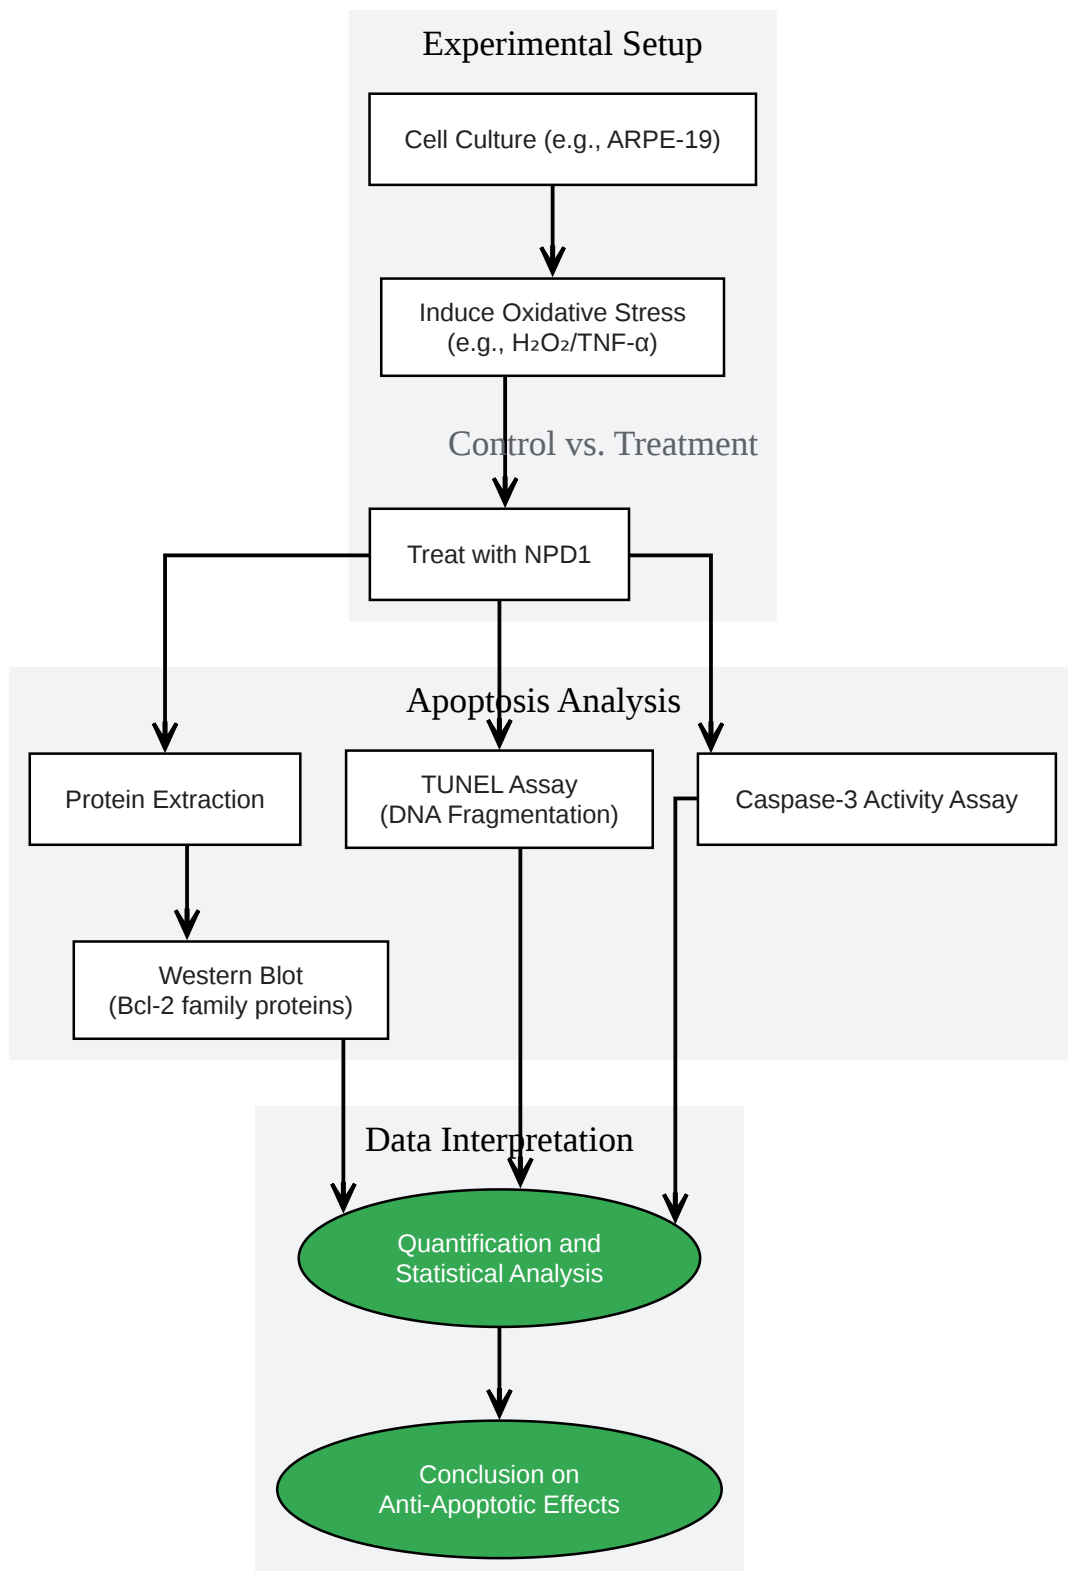 Experimental Setup
Cell Culture (e.g., ARPE-19)
Induce Oxidative Stress
(e.g., H₂O₂/TNF-α)
Control vs. Treatment
Treat with NPD1
Apoptosis Analysis
Protein Extraction
TUNEL Assay
(DNA Fragmentation)
Caspase-3 Activity Assay
Western Blot
(Bcl-2 family proteins)
Data Interpretation
Quantification and
Statistical Analysis
Conclusion on
Anti-Apoptotic Effects